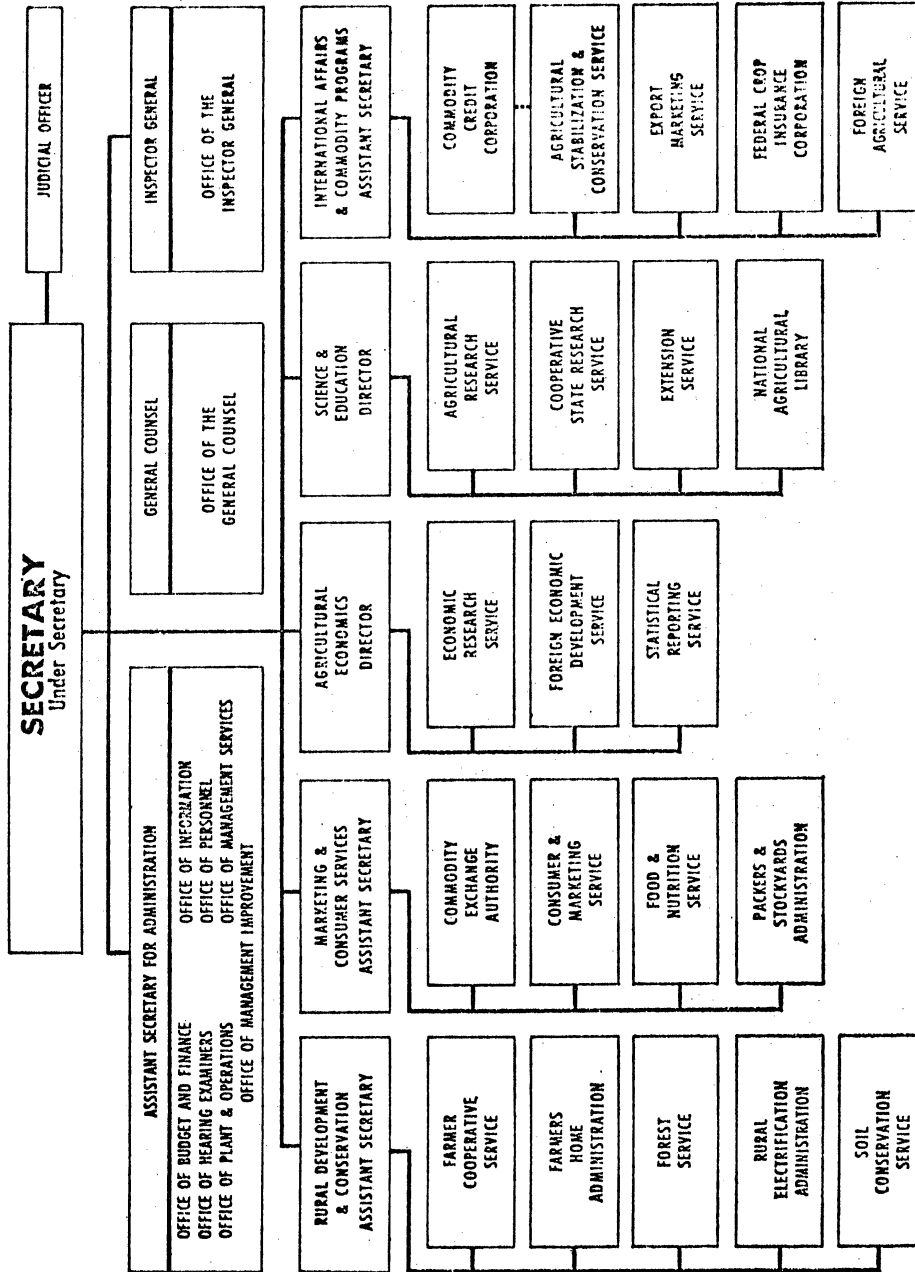 SECRETARY
Under Secretary
JUDICIAL OFFICER
ASSISTANT SECRETARY FOR ADMINISTRATION
OFFICE OF BUDGET AND FINANCE
OFFICE OF HEARING EXAMINERS
OFFICE OF PLANT & OPERATIONS
OFFICE OF INFORMATION
OFFICE OF PERSONNEL
OFFICE OF MANAGEMENT SERVICES
OFFICE OF MANAGEMENT IMPROVEMENT
GENERAL COUNSEL
OFFICE OF THE
GENERAL COUNSEL
INSPECTOR GENERAL
OFFICE OF THE
INSPECTOR GENERAL
RURAL DEVELOPMENT
& CONSERVATION
ASSISTANT SECRETARY
FARMER
COOPERATIVE
SERVICE
FARMERS
HOME
ADMINISTRATION
FOREST
SERVICE
RURAL
ELECTRIFICATION
ADMINISTRATION
SOIL
CONSERVATION
SERVICE
MARKETING &
CONSUMER SERVICES
ASSISTANT SECRETARY
COMMODITY
EXCHANGE
AUTHORITY
CONSUMER &
MARKETING
SERVICE
FOOD &
NUTRITION
SERVICE
PACKERS &
STOCKYARDS
ADMINISTRATION
AGRICULTURAL
ECONOMICS
DIRECTOR
ECONOMIC
RESEARCH
SERVICE
FOREIGN ECONOMIC
DEVELOPMENT
SERVICE
STATISTICAL
REPORTING
SERVICE
SCIENCE &
EDUCATION
DIRECTOR
AGRICULTURAL
RESEARCH
SERVICE
COOPERATIVE
STATE RESEARCH
SERVICE
EXTENSION
SERVICE
NATIONAL
AGRICULTURAL
LIBRARY
INTERNATIONAL AFFAIRS
& COMMODITY PROGRAMS
ASSISTANT SECRETARY
COMMODITY
CREDIT
CORPORATION
AGRICULTURAL
STABILIZATION &
CONSERVATION SERVICE
EXPORT
MARKETING
SERVICE
FEDERAL CROP
INSURANCE
CORPORATION
FOREIGN
AGRICULTURAL
SERVICE